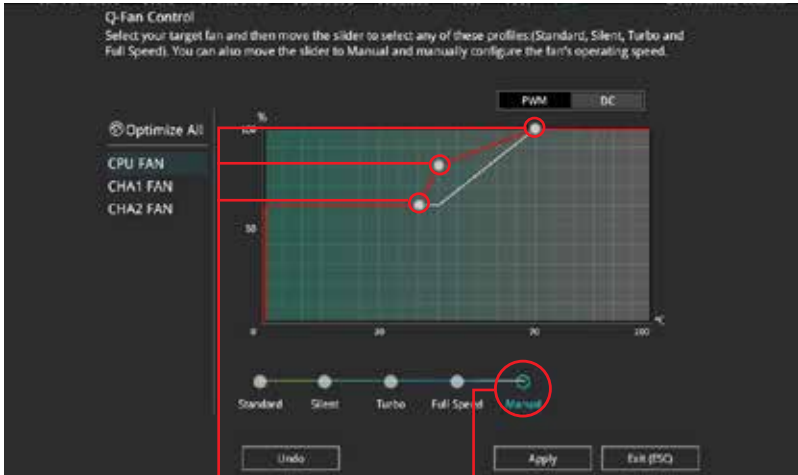 Q-Fan Control
Select your target fan and then move the slider to select any of these profiles:(Standard, Silent, Turbo and
Full Speed). You can also move the slider to Manual and manually configure the fan's operating speed.
PWM DC
%
Optimize All
100
CPU FAN
CHA1 FAN
CHA2 FAN
50
°C
0 30 70 100
Standard Silent Turbo Full Speed Manual
Undo Apply Exit (ESC)